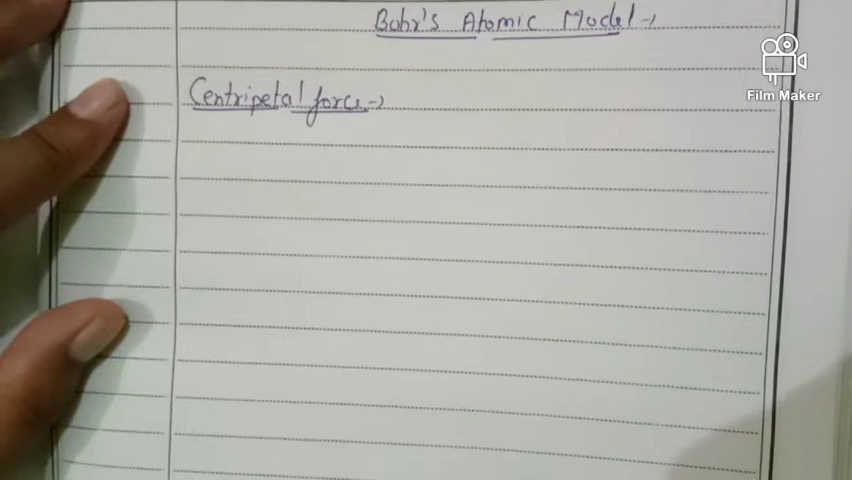 Bohr's Atomic Model -›
Centripetal force -›
Film Maker